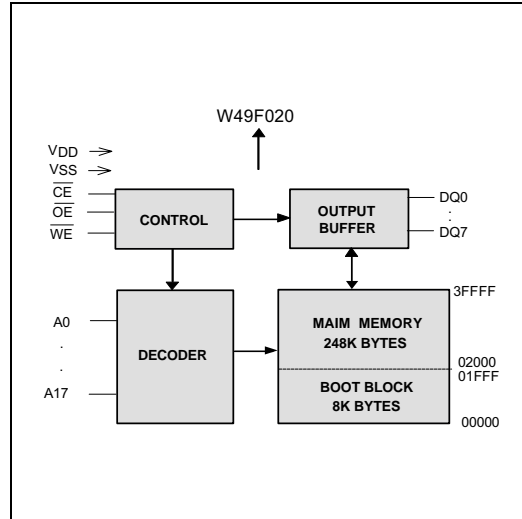 W49F020
VDD
VSS
CE
OE
WE
CONTROL
OUTPUT
BUFFER
DQ0
.
.
DQ7
A0
.
.
A17
DECODER
3FFFF
MAIM MEMORY
248K BYTES
02000
01FFF
BOOT BLOCK
8K BYTES
00000